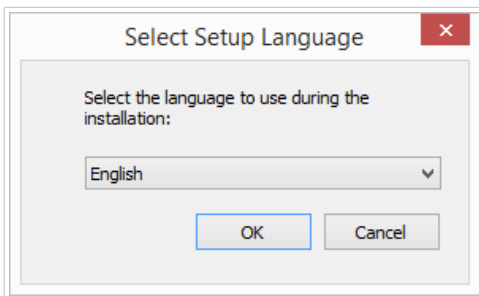 Select Setup Language
Select the language to use during the
installation:
English
OK
Cancel